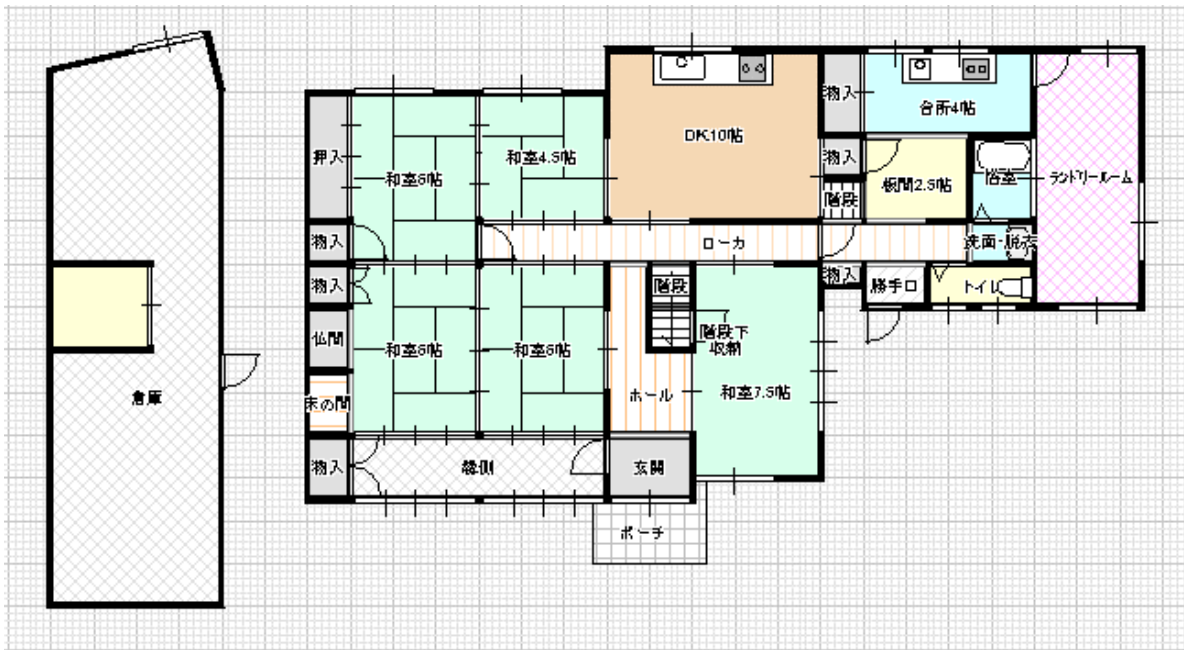 物入
台所4帖
DK10帖
押入
和室6帖
和室4.5帖
物入
板間2.5帖
浴室
ランドリールーム
階段
物入
ローカ
洗面・脱衣
物入
階段
物入
勝手口
トイレ
仏間
和室6帖
和室6帖
階段下
収納
倉庫
床の間
ホール
和室7.5帖
物入
縁側
玄関
ポーチ